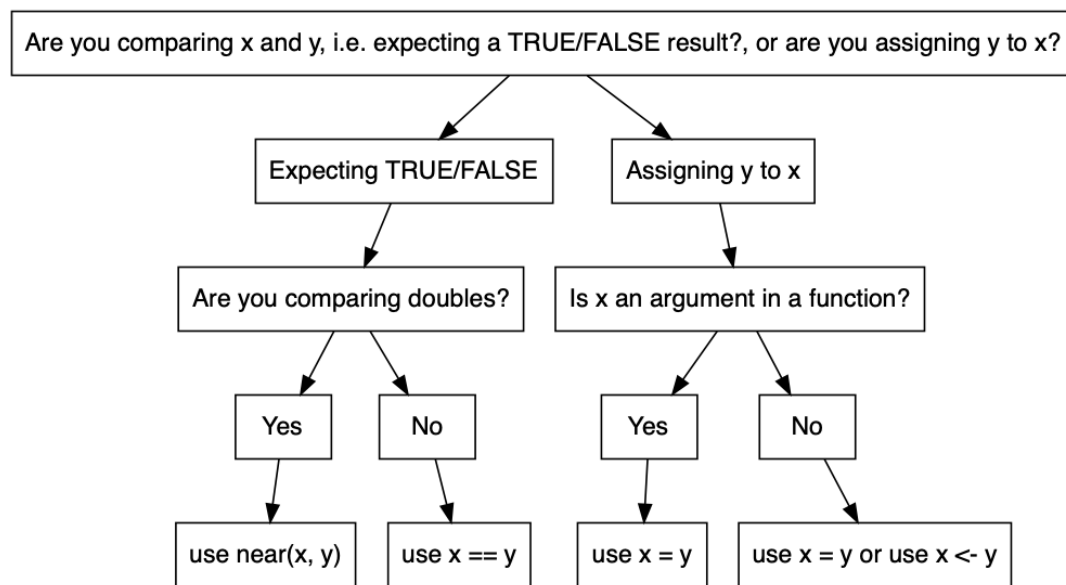 Are you comparing x and y, i.e. expecting a TRUE/FALSE result?, or are you assigning y to x?
Expecting TRUE/FALSE
Assigning y to x
Are you comparing doubles?
Is x an argument in a function?
Yes
No
Yes
No
use near(x, y)
use x == y
use x = y
use x = y or use x <- y